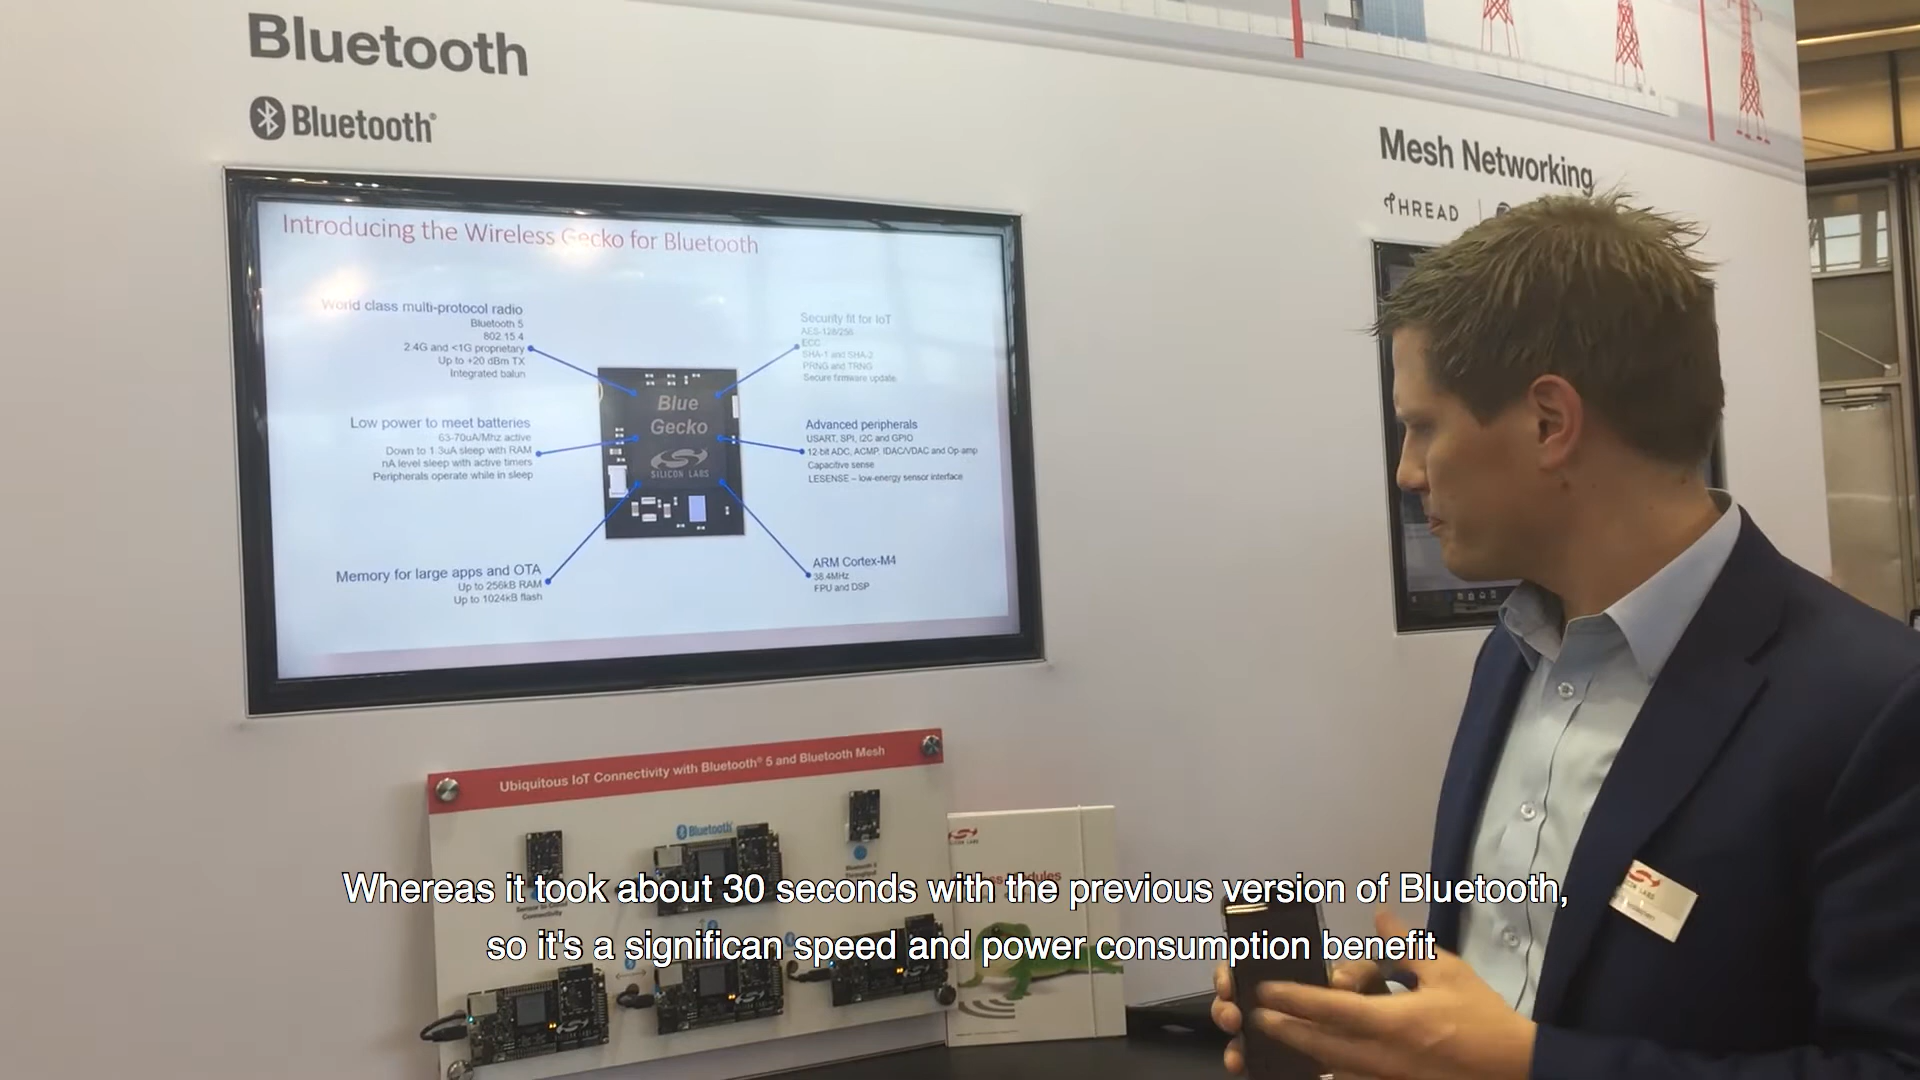 Bluetooth
Bluetooth®
Mesh Networking
THREAD
Introducing the Wireless Gecko for Bluetooth
World class multi-protocol radio
Bluetooth 5
802.15.4
2.4G and <1G proprietary
Up to +20 dBm TX
Integrated balun
Low power to meet batteries
63-70uA/Mhz active
Down to 1.3uA sleep with RAM
nA level sleep with active timers
Peripherals operate while in sleep
Memory for large apps and OTA
Up to 256kB RAM
Up to 1024kB flash
Blue
Gecko
SILICON LABS
Security fit for IoT
AES-128/256
ECC
SHA-1 and SHA-2
PRNG and TRNG
Secure firmware update
Advanced peripherals
USART, SPI, I2C and GPIO
12-bit ADC, ACMP, IDAC/VDAC and Op-amp
Capacitive sense
LESENSE – low-energy sensor interface
ARM Cortex-M4
38.4MHz
FPU and DSP
Ubiquitous IoT Connectivity with Bluetooth® 5 and Bluetooth Mesh
Bluetooth
Connectivity
Whereas it took about 30 seconds with the previous version of Bluetooth,
so it's a significan speed and power consumption benefit